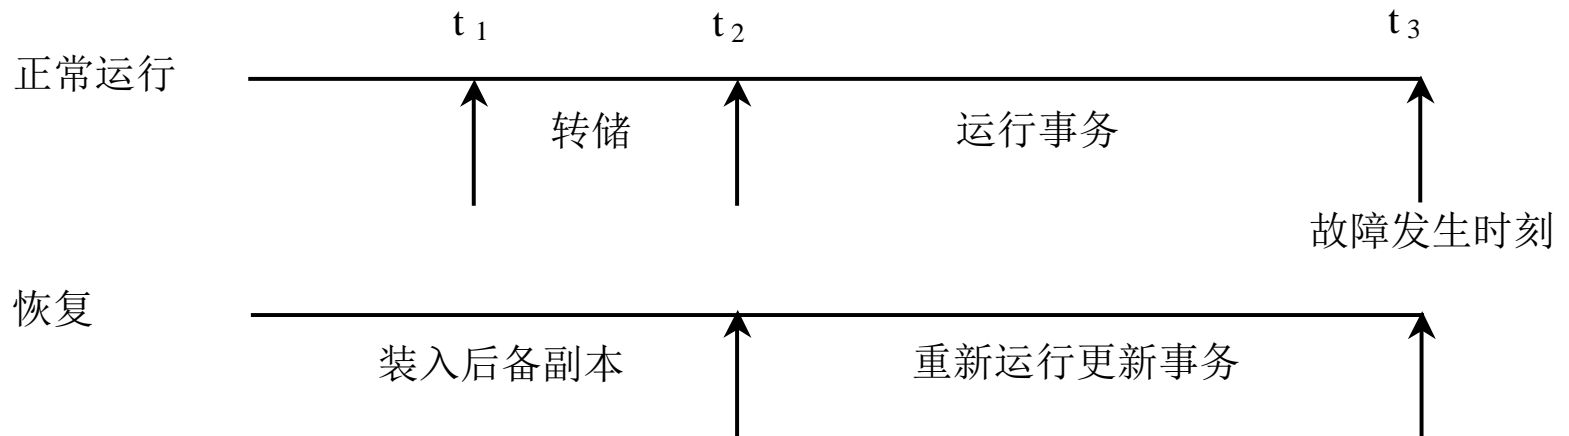 t 1 t 2 t 3
正常运行
转储 运行事务
故障发生时刻
恢复
装入后备副本 重新运行更新事务